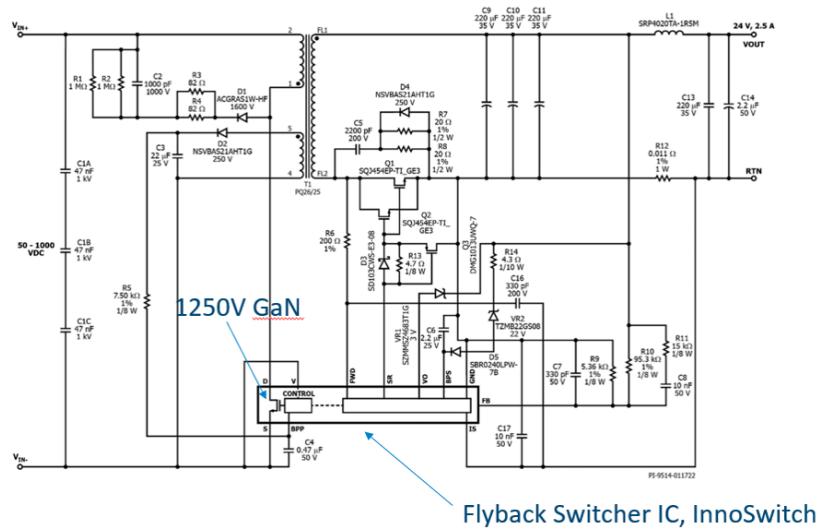 V_IN+
2
FL1
C9
220 µF
35 V
C10
220 µF
35 V
C11
220 µF
35 V
L1
SRP4020TA-1R5M
24 V, 2.5 A
VOUT
R1
1 MΩ
R2
1 MΩ
C2
1000 pF
1000 V
R3
82 Ω
R4
82 Ω
1
D1
ACGRAS1W-HF
1600 V
D4
NSVBAS21AHT1G
250 V
C5
2200 pF
200 V
R7
20 Ω
1%
1/2 W
R8
20 Ω
1%
1/2 W
C13
220 µF
35 V
C14
2.2 µF
50 V
5
D2
NSVBAS21AHT1G
250 V
C3
22 µF
25 V
4
T1
PQ26/25
FL2
Q1
SQJ454EP-TI_GE3
R12
0.011 Ω
1%
1 W
RTN
C1A
47 nF
1 kV
C1B
47 nF
1 kV
C1C
47 nF
1 kV
50 - 1000
VDC
Q2
SQJ454EP-TI_
GE3
R6
200 Ω
1%
D3
SD103CWS-E3-08
R13
4.7 Ω
1/8 W
Q3
DMG1013UWQ-7
R14
4.3 Ω
1/10 W
C16
330 pF
200 V
R5
7.50 kΩ
1%
1/8 W
1250V GaN
VR1
SZMMSZ4683T1G
3 V
C6
2.2 µF
25 V
VR2
TZMB22GS08
22 V
D5
SBR0240LPW-
7B
C7
330 pF
50 V
R9
5.36 kΩ
1%
1/8 W
R10
95.3 kΩ
1%
1/8 W
R11
15 kΩ
1/8 W
C8
10 nF
50 V
D
V
FWD
SR
VO
BPS
GND
CONTROL
FB
S
BPP
IS
C4
0.47 µF
50 V
C17
10 nF
50 V
V_IN-
PI-9514-011722
Flyback Switcher IC, InnoSwitch